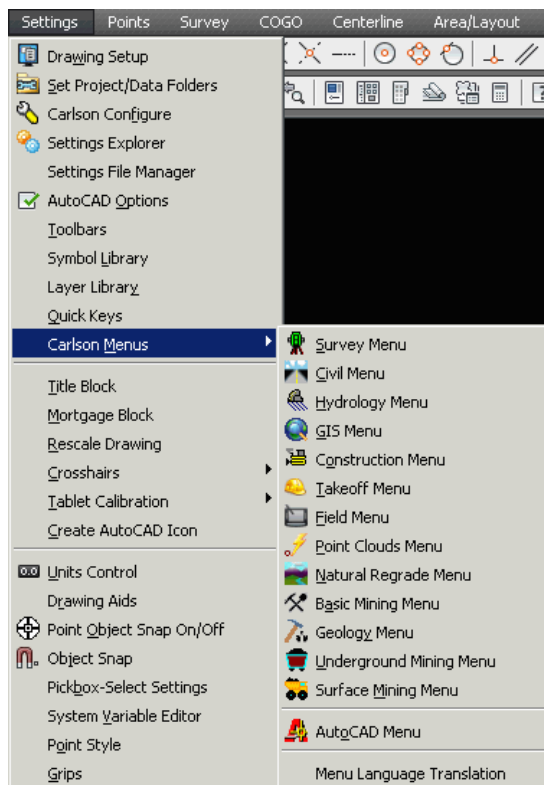 Settings Points Survey COGO Centerline Area/Layout
Drawing Setup
Set Project/Data Folders
Carlson Configure
Settings Explorer
Settings File Manager
AutoCAD Options
Toolbars
Symbol Library
Layer Library
Quick Keys
Carlson Menus
Survey Menu
Civil Menu
Hydrology Menu
GIS Menu
Construction Menu
Takeoff Menu
Field Menu
Point Clouds Menu
Natural Regrade Menu
Basic Mining Menu
Geology Menu
Underground Mining Menu
Surface Mining Menu
AutoCAD Menu
Menu Language Translation
Title Block
Mortgage Block
Rescale Drawing
Crosshairs
Tablet Calibration
Create AutoCAD Icon
0.0 Units Control
Drawing Aids
Point Object Snap On/Off
Object Snap
Pickbox-Select Settings
System Variable Editor
Point Style
Grips